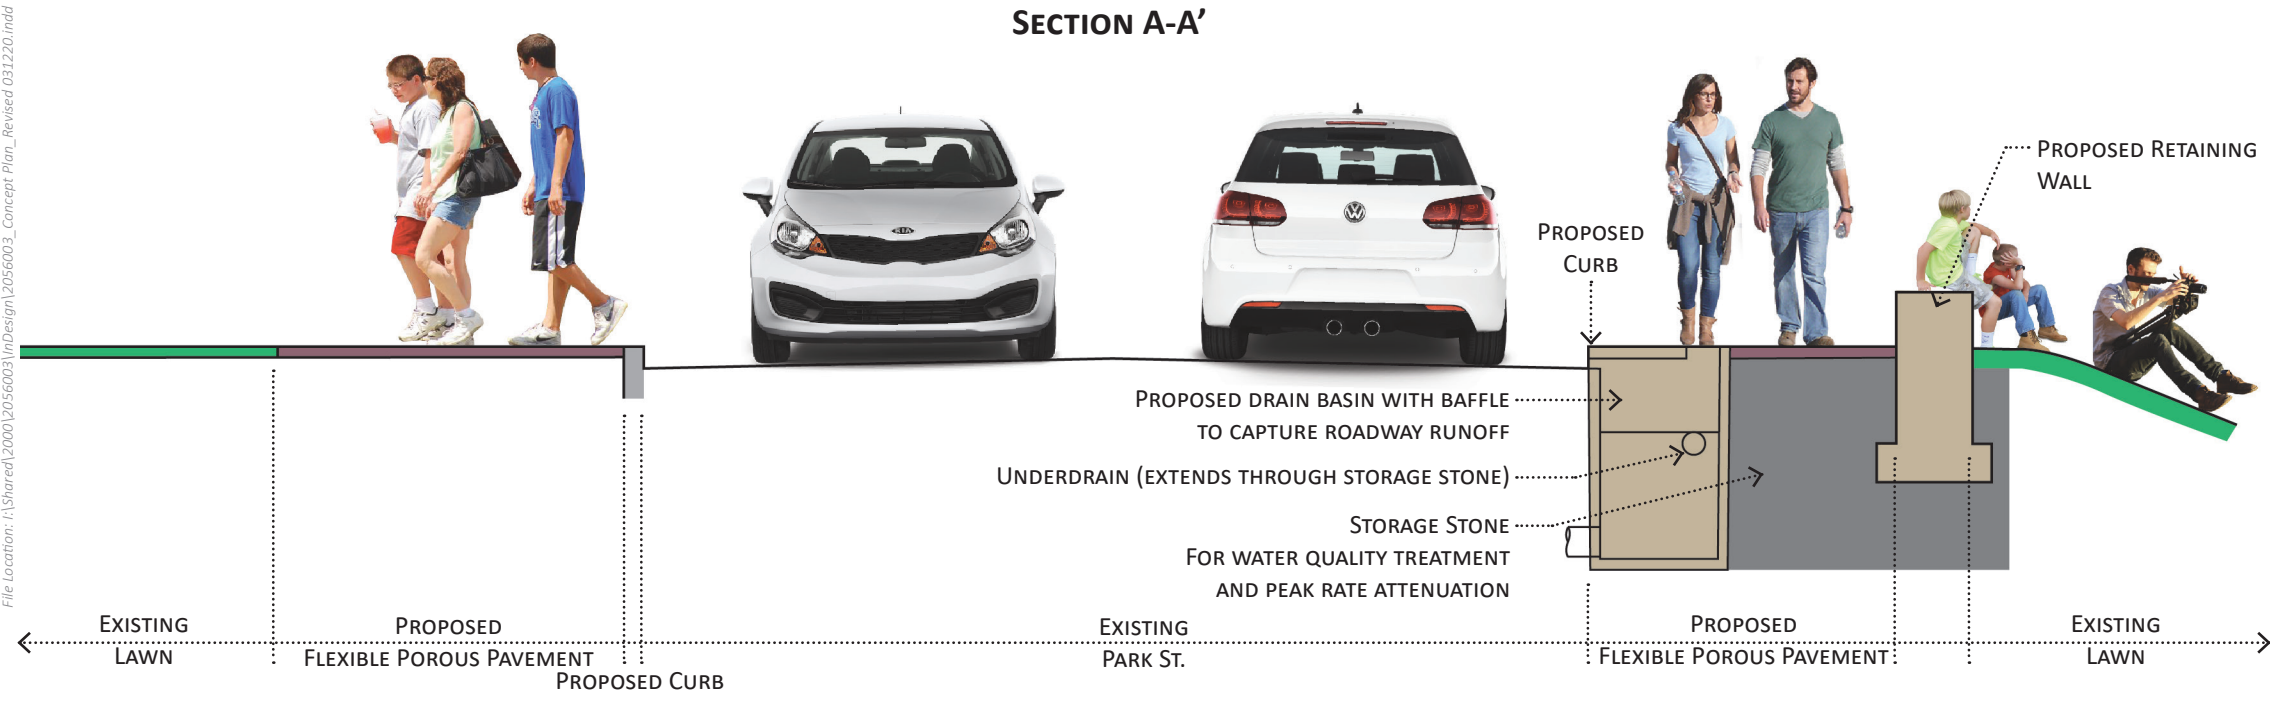 SECTION A-A'
File Location: I:\Shared\2000\2056003\InDesign\2056003_Concept Plan_Revised 031220.indd
PROPOSED RETAINING
WALL
PROPOSED
CURB
KIA
PROPOSED DRAIN BASIN WITH BAFFLE
TO CAPTURE ROADWAY RUNOFF
UNDERDRAIN (EXTENDS THROUGH STORAGE STONE)
STORAGE STONE
FOR WATER QUALITY TREATMENT
AND PEAK RATE ATTENUATION
EXISTING
LAWN
PROPOSED
FLEXIBLE POROUS PAVEMENT
PROPOSED CURB
EXISTING
PARK ST.
PROPOSED
FLEXIBLE POROUS PAVEMENT
EXISTING
LAWN